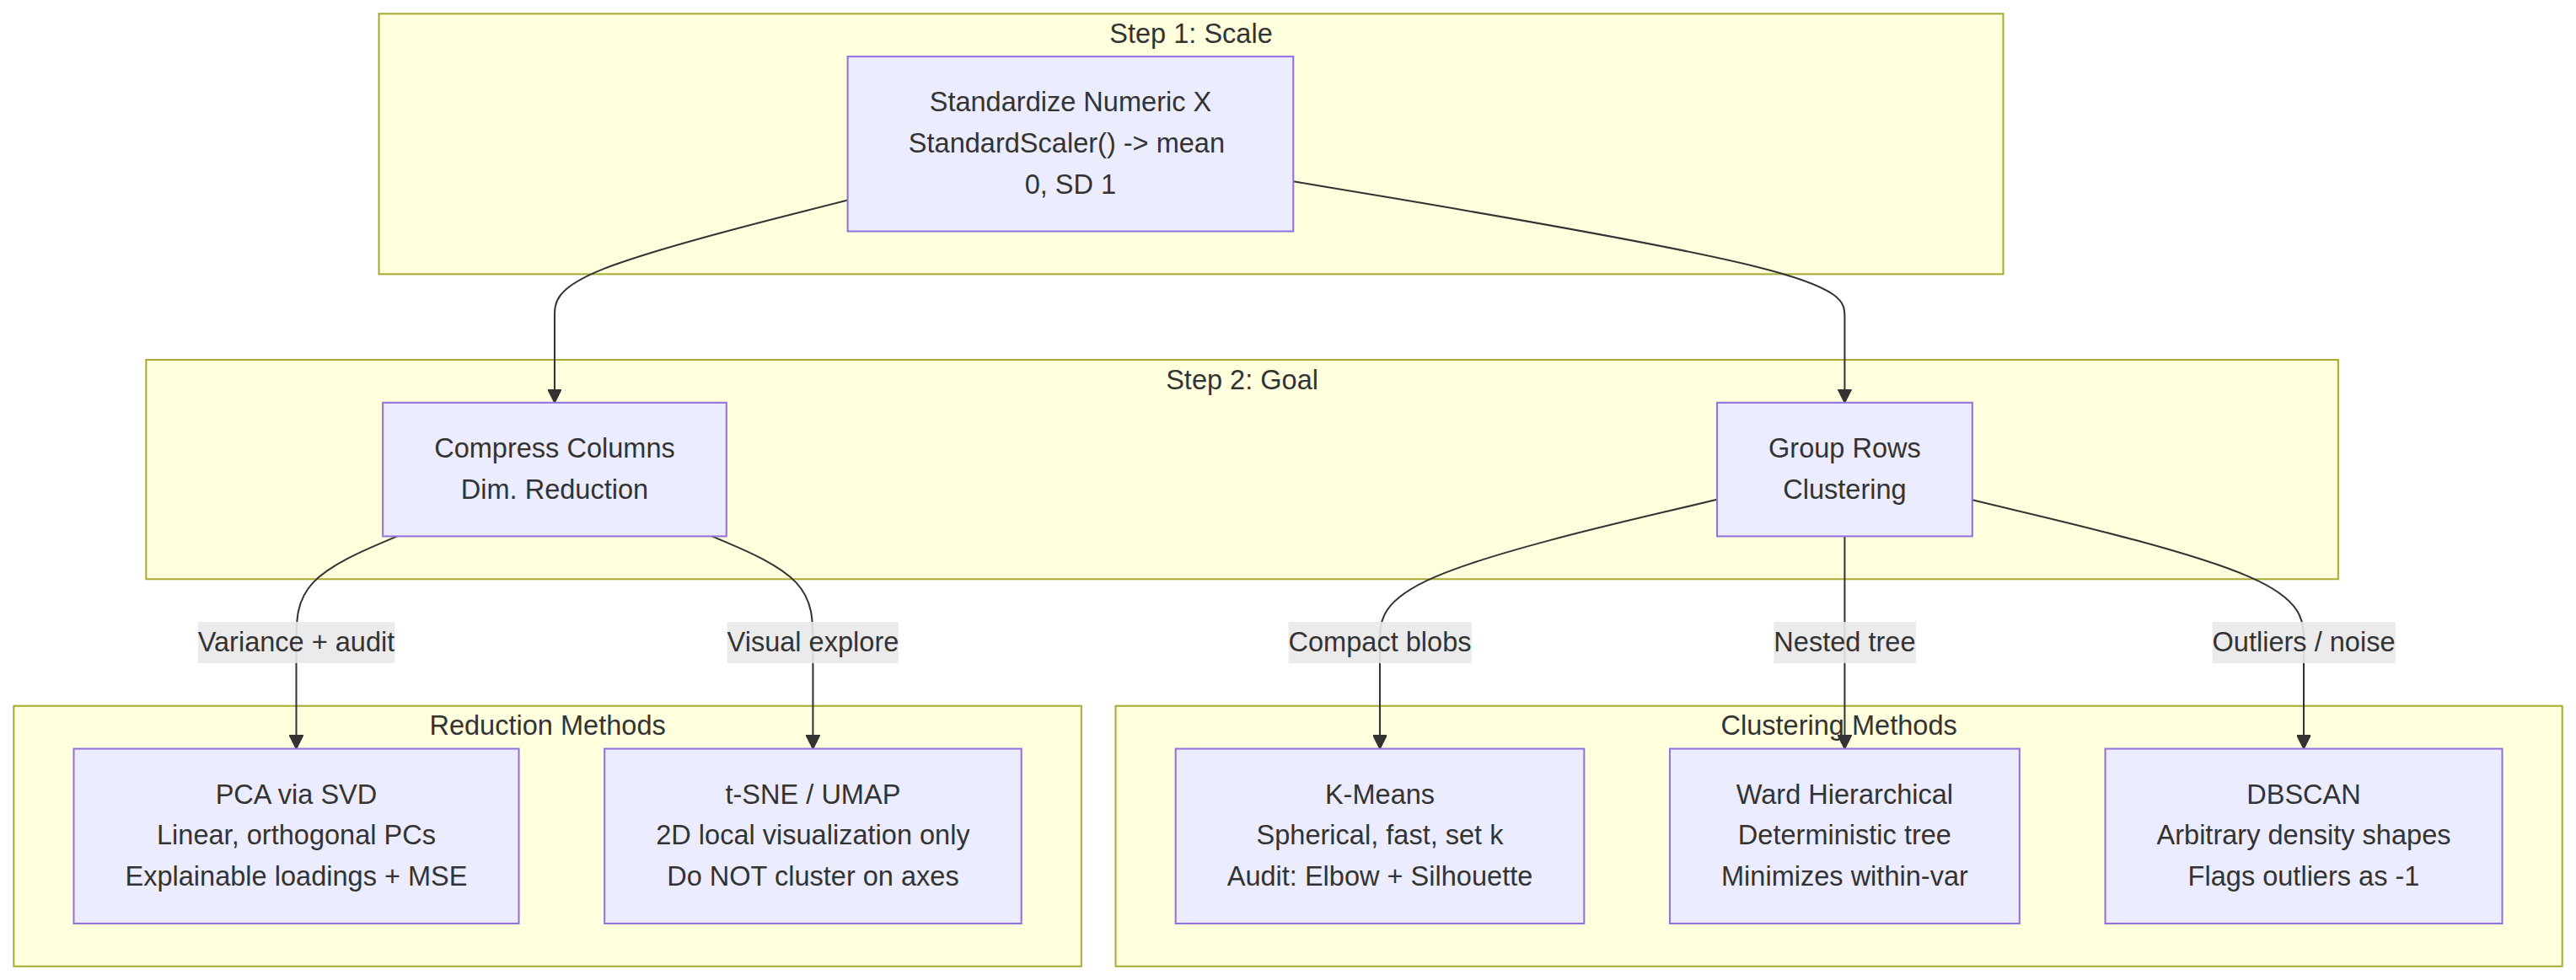 Step 1: Scale
Standardize Numeric X
StandardScaler() -> mean
0, SD 1
Step 2: Goal
Compress Columns
Dim. Reduction
Group Rows
Clustering
Variance + audit
Visual explore
Compact blobs
Nested tree
Outliers / noise
Reduction Methods
PCA via SVD
Linear, orthogonal PCs
Explainable loadings + MSE
t-SNE / UMAP
2D local visualization only
Do NOT cluster on axes
Clustering Methods
K-Means
Spherical, fast, set k
Audit: Elbow + Silhouette
Ward Hierarchical
Deterministic tree
Minimizes within-var
DBSCAN
Arbitrary density shapes
Flags outliers as -1